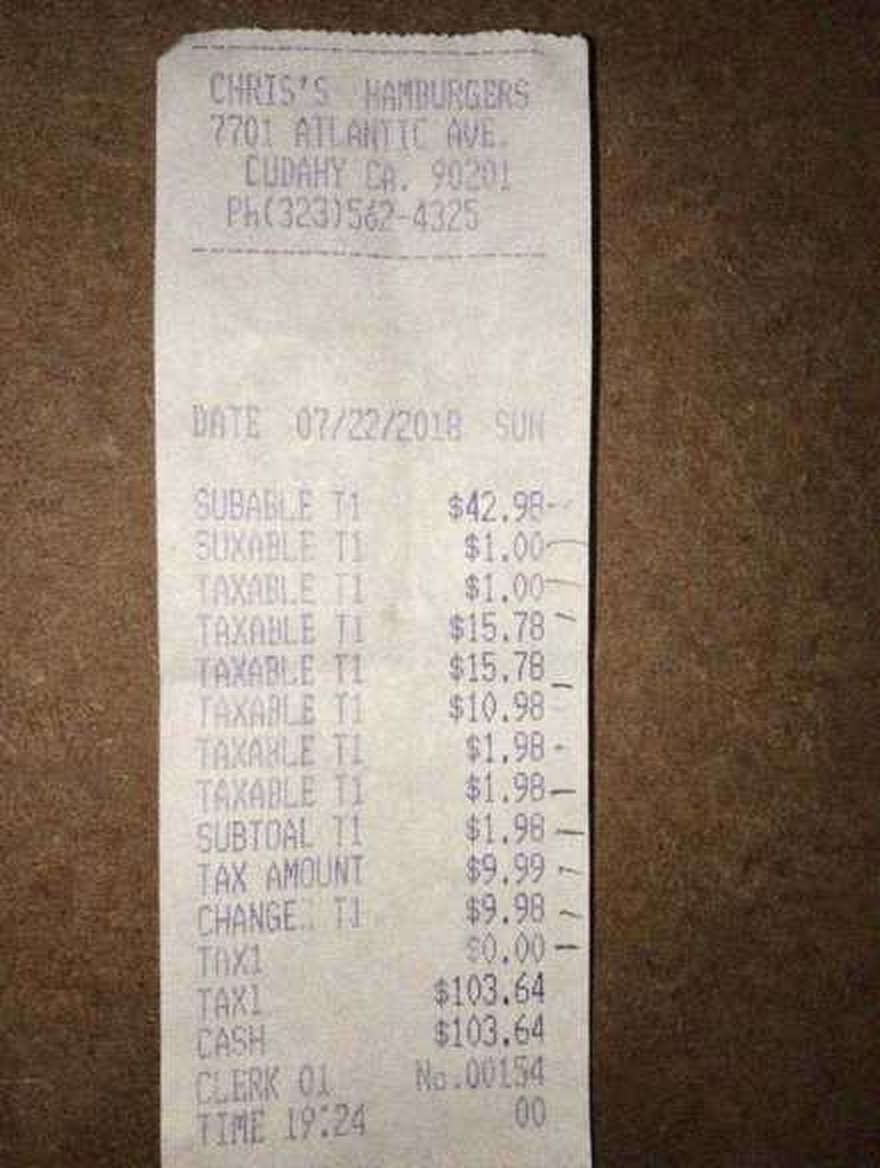 CHRIS'S HAMBURGERS
7701 ATLANTIC AVE.
CUDAHY CA. 90201
Ph(323)562-4325
DATE 07/22/2018 SUN
SUBABLE T1 $42.98
SUXABLE T1 $1.00
TAXABLE T1 $1.00
TAXABLE T1 $15.78
TAXABLE T1 $15.78
TAXABLE T1 $10.98
TAXABLE T1 $1.98
TAXABLE T1 $1.98
SUBTOAL T1 $1.98
TAX AMOUNT $9.99
CHANGE.. T1 $9.98
TAX1 $0.00
TAX1 $103.64
CASH $103.64
CLERK 01 No.00154
TIME 19:24 00